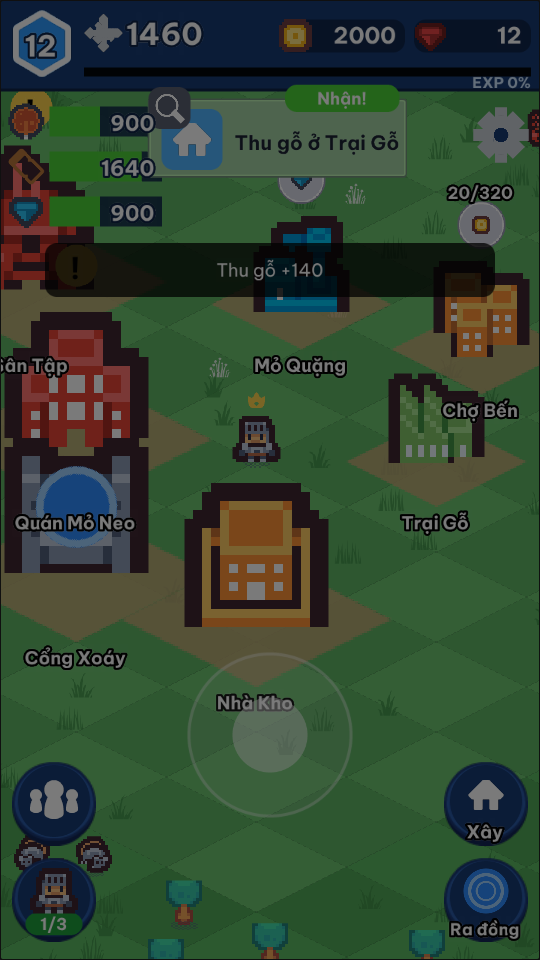 12
1460
2000
12
EXP 0%
Nhận!
Thu gỗ ở Trại Gỗ
900
1640
900
20/320
!
Thu gỗ +140
Sân Tập
Mỏ Quặng
Chợ Bến
Quán Mỏ Neo
Trại Gỗ
Cổng Xoáy
Nhà Kho
Xây
1/3
Ra đồng